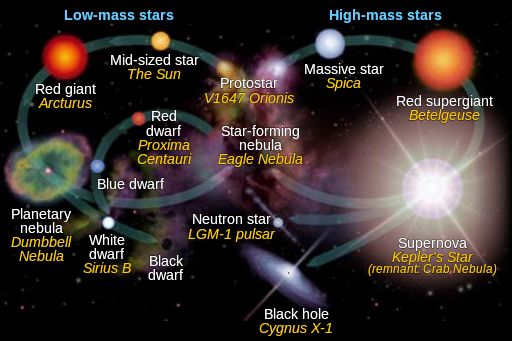 Low-mass stars
High-mass stars
Mid-sized star
The Sun
Red giant
Arcturus
Protostar
V1647 Orionis
Massive star
Spica
Red supergiant
Betelgeuse
Red
dwarf
Proxima
Centauri
Star-forming
nebula
Eagle Nebula
Blue dwarf
Planetary
nebula
Dumbbell
Nebula
White
dwarf
Sirius B
Black
dwarf
Neutron star
LGM-1 pulsar
Supernova
Kepler's Star
(remnant: Crab Nebula)
Black hole
Cygnus X-1